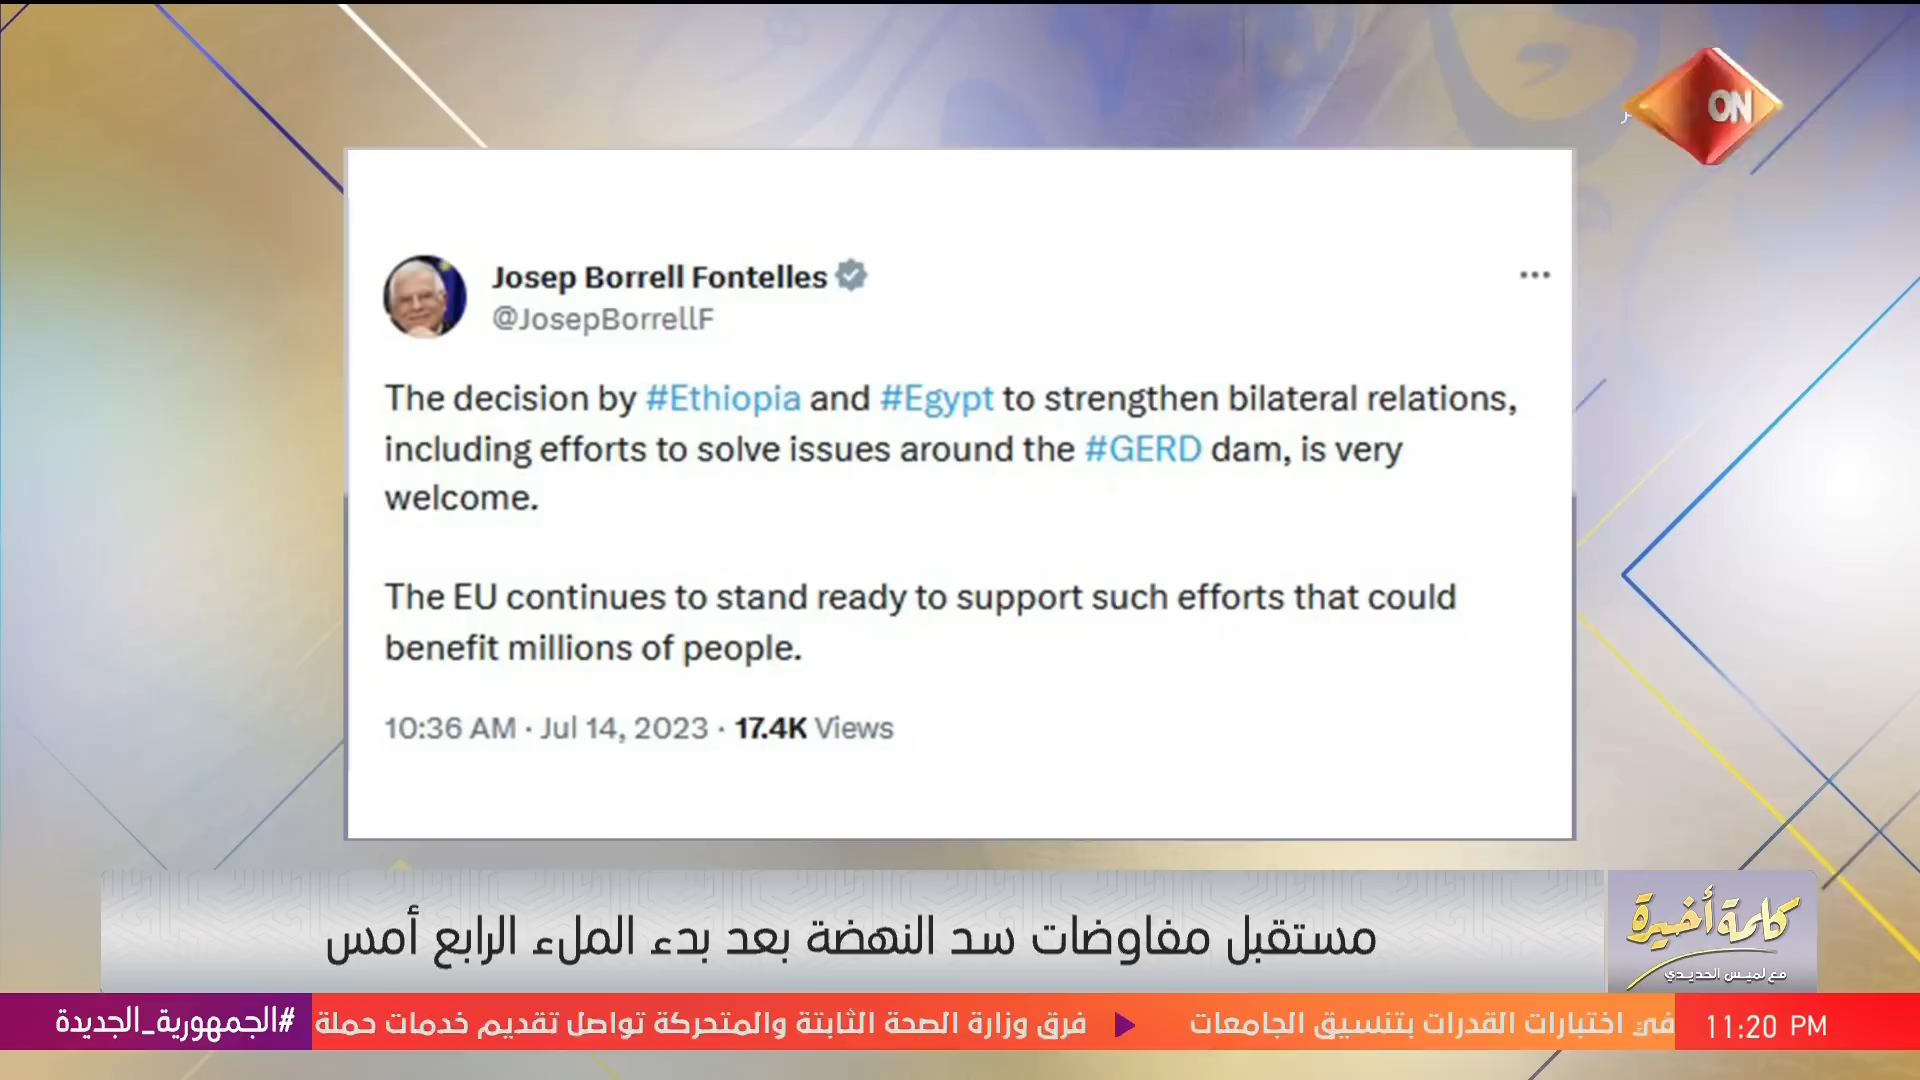 ON
Josep Borrell Fontelles
@JosepBorrellF
The decision by #Ethiopia and #Egypt to strengthen bilateral relations,
including efforts to solve issues around the #GERD dam, is very
welcome.
The EU continues to stand ready to support such efforts that could
benefit millions of people.
10:36 AM · Jul 14, 2023 · 17.4K Views
مستقبل مفاوضات سد النهضة بعد بدء الملء الرابع أمس
كلمة أخيرة
مع لميس الحديدي
في اختبارات القدرات بتنسيق الجامعات
فرق وزارة الصحة الثابتة والمتحركة تواصل تقديم خدمات حملة
#الجمهورية_الجديدة
11:20 PM